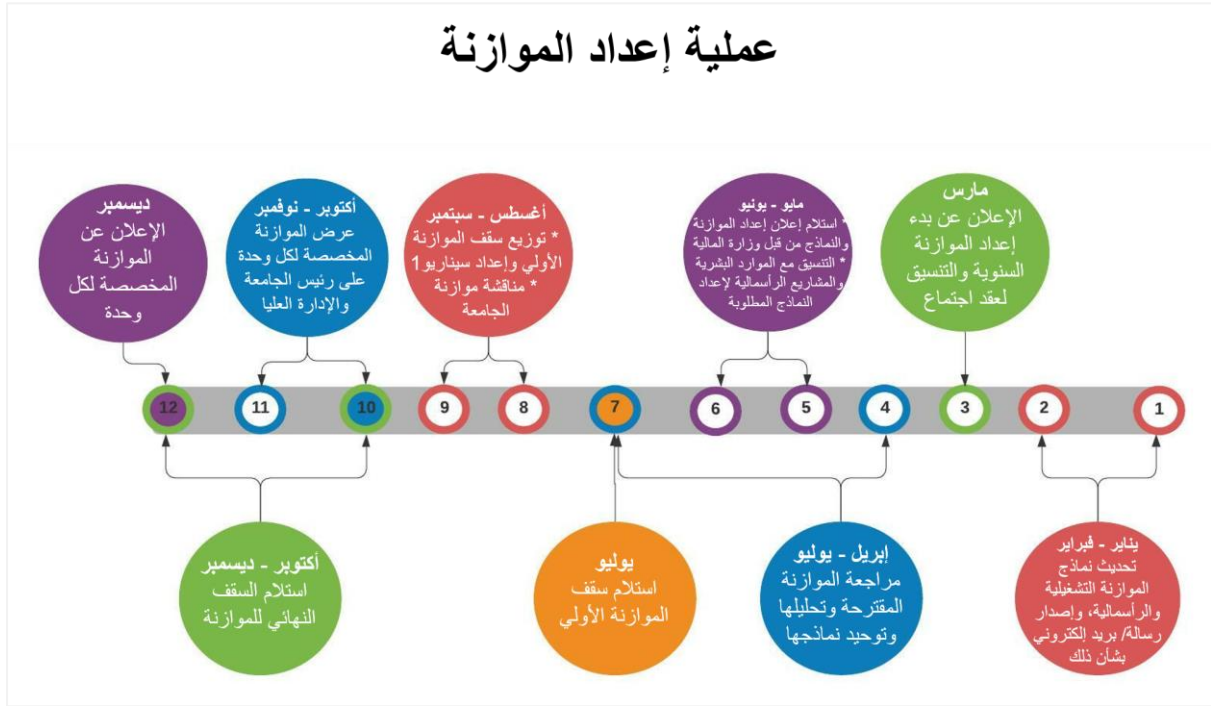 عملية إعداد الموازنة
مارس
الإعلان عن بدء
إعداد الموازنة
السنوية والتنسيق
لعقد اجتماع
مايو - يونيو
* استلام إعلان إعداد الموازنة
والنماذج من قبل وزارة المالية
* التنسيق مع الموارد البشرية
والمشاريع الرأسمالية لإعداد
النماذج المطلوبة
أغسطس - سبتمبر
* توزيع سقف الموازنة
الأولي وإعداد سيناريو1
* مناقشة موازنة
الجامعة
أكتوبر - نوفمبر
عرض الموازنة
المخصصة لكل وحدة
على رئيس الجامعة
والإدارة العليا
ديسمبر
الإعلان عن
الموازنة
المخصصة لكل
وحدة
1
2
3
4
5
6
7
8
9
10
11
12
يناير - فبراير
تحديث نماذج
الموازنة التشغيلية
والرأسمالية، وإصدار
رسالة/ بريد إلكتروني
بشأن ذلك
إبريل - يوليو
مراجعة الموازنة
المقترحة وتحليلها
وتوحيد نماذجها
يوليو
استلام سقف
الموازنة الأولي
أكتوبر - ديسمبر
استلام السقف
النهائي للموازنة